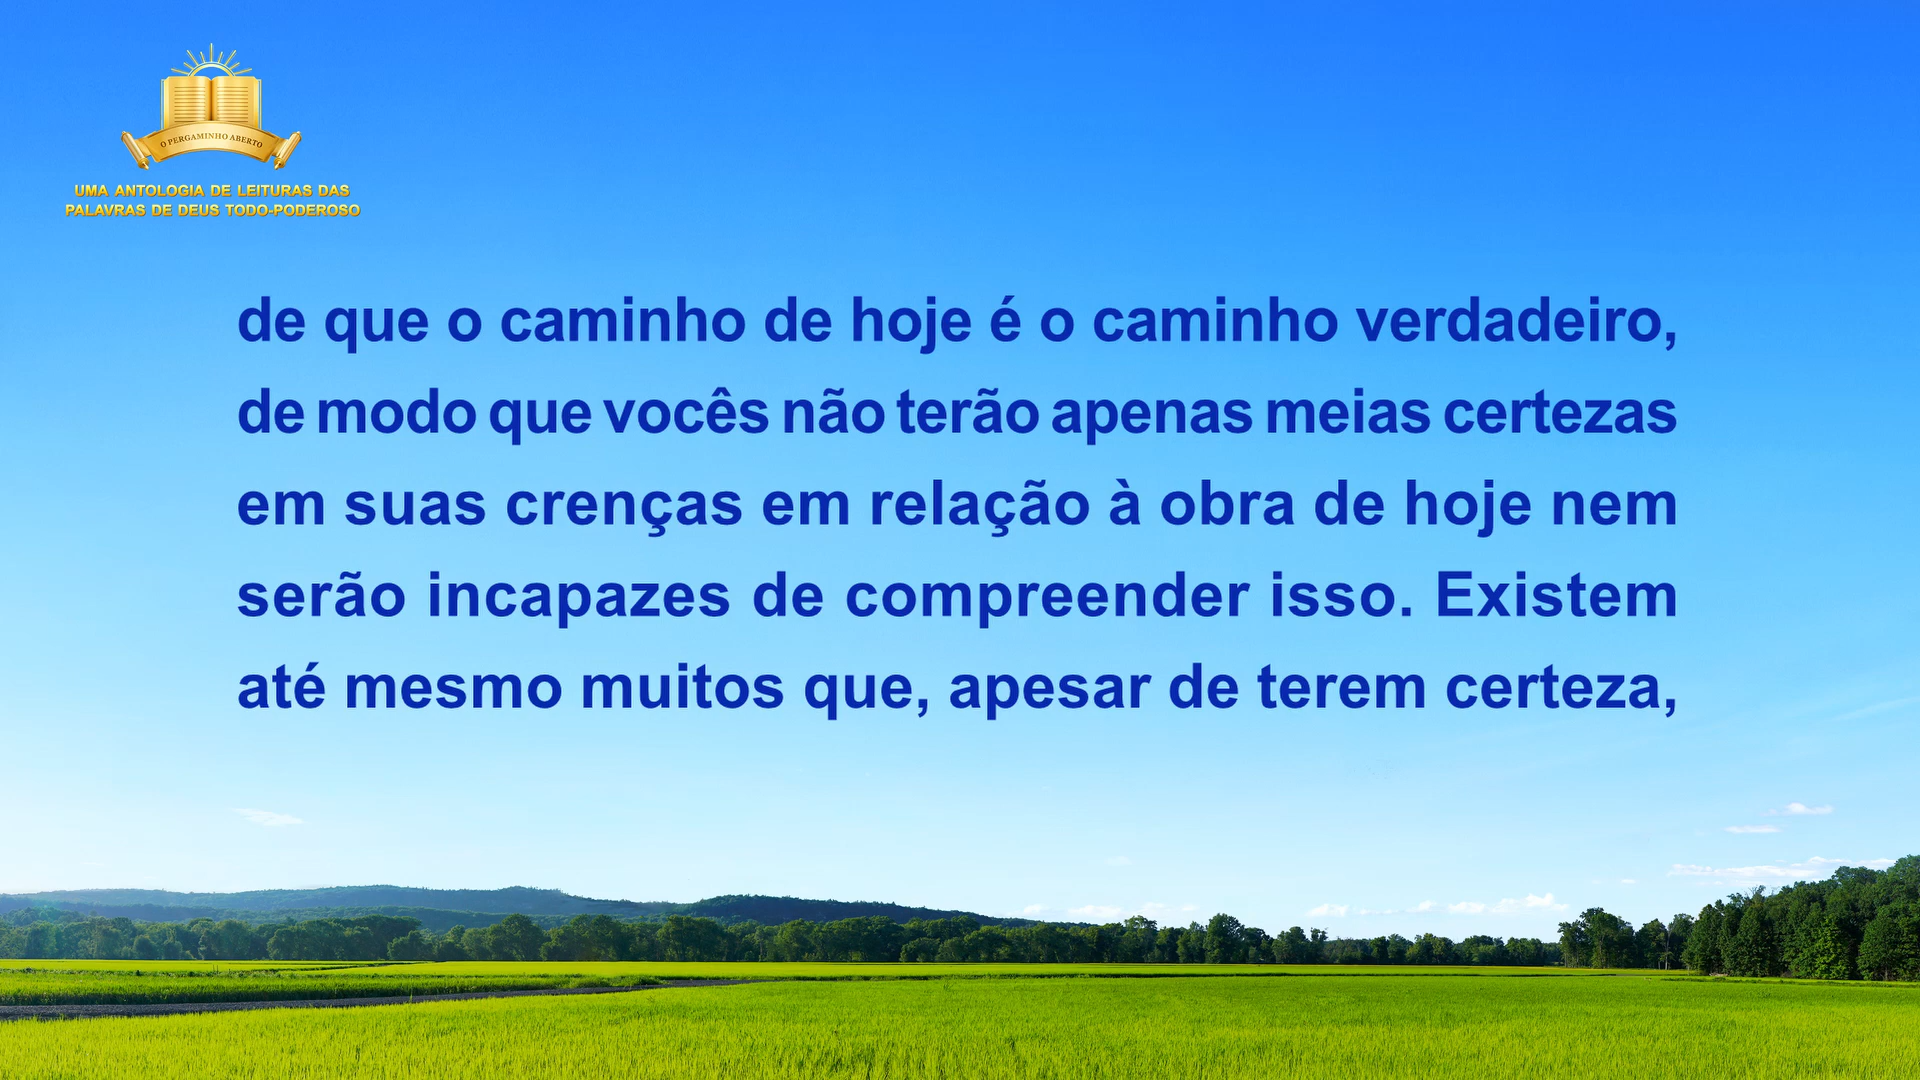 O PERGAMINHO ABERTO
UMA ANTOLOGIA DE LEITURAS DAS
PALAVRAS DE DEUS TODO-PODEROSO
de que o caminho de hoje é o caminho verdadeiro,
de modo que vocês não terão apenas meias certezas
em suas crenças em relação à obra de hoje nem
serão incapazes de compreender isso. Existem
até mesmo muitos que, apesar de terem certeza,